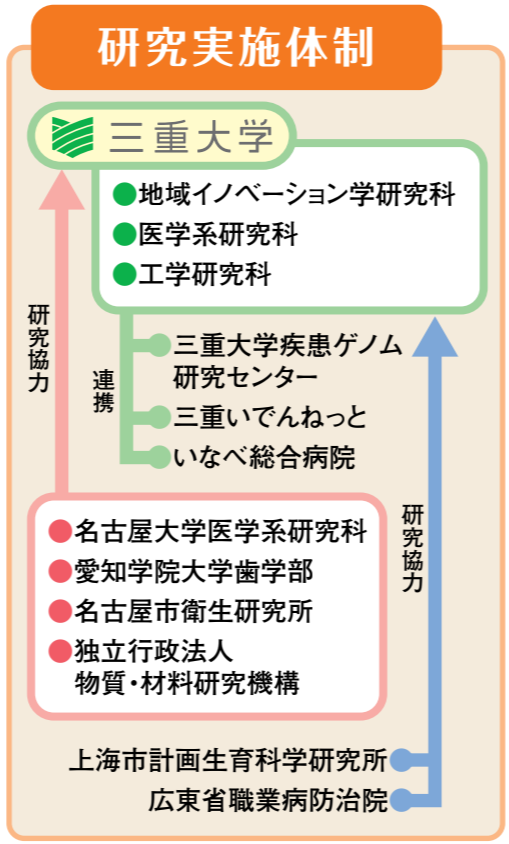 研究実施体制
三重大学
●地域イノベーション学研究科
●医学系研究科
●工学研究科
研究協力
連携
三重大学疾患ゲノム
研究センター
三重いでんねっと
いなべ総合病院
●名古屋大学医学系研究科
●愛知学院大学歯学部
●名古屋市衛生研究所
●独立行政法人
物質・材料研究機構
研究協力
上海市計画生育科学研究所
広東省職業病防治院